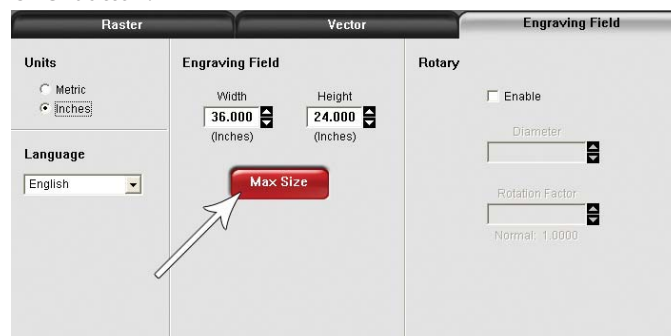 Raster Vector Engraving Field
Units
Metric
Inches
Language
English
Engraving Field
Width Height
36.000 24.000
(Inches) (Inches)
Max Size
Rotary
Enable
Diameter
Rotation Factor
Normal: 1.0000